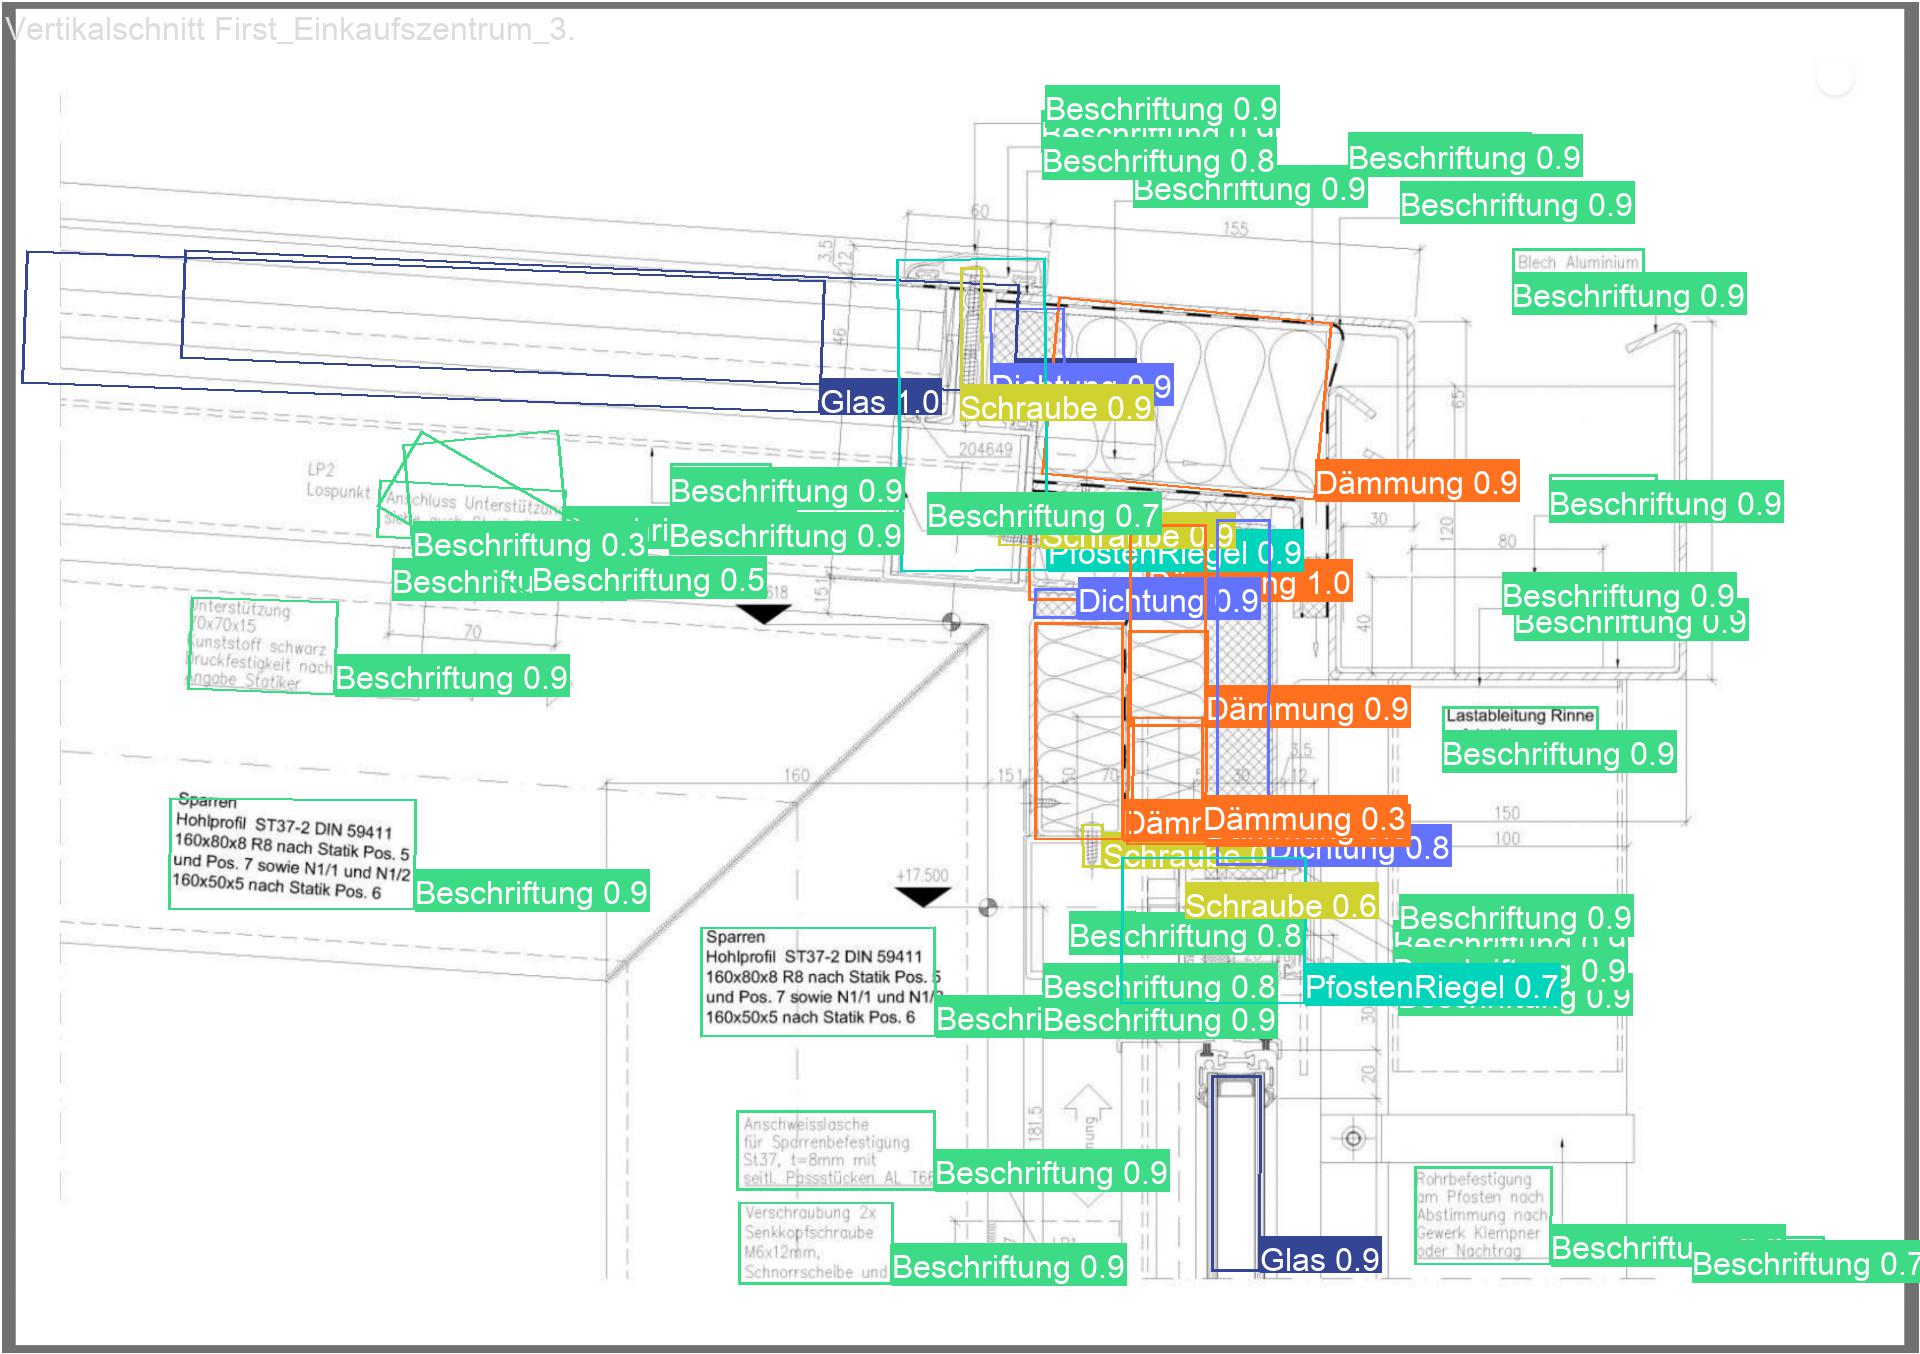 Vertikalschnitt First_Einkaufszentrum_3.
Beschriftung 0.9
Beschriftung 0.9
Beschriftung 0.8
Beschriftung 0.9
Beschriftung 0.9
Beschriftung 0.9
60
155
3,5
12
46
Blech Aluminium
Beschriftung 0.9
Glas 1.0
Dichtung 0.9
Schraube 0.9
65
204649
LP2
Lospunkt
Anschluss Unterstützun
Beschriftung 0.9
Dämmung 0.9
Beschriftung 0.9
30
120
80
Beschriftung 0.7
Schraube 0.9
Beschriftung 0.3
Beschriftung 0.9
PfostenRiegel 0.9
Beschriftu
Beschriftung 0.5
ng 1.0
618
15
Dichtung 0.9
Beschriftung 0.9
Beschriftung 0.9
40
70
Unterstützung
70x70x15
Kunststoff schwarz
Druckfestigkeit nach
Angabe Statiker
Beschriftung 0.9
Dämmung 0.9
Lastableitung Rinne
Beschriftung 0.9
3,5
160
15
70
30
12
150
100
Sparren
Hohlprofil ST37-2 DIN 59411
160x80x8 R8 nach Statik Pos. 5
und Pos. 7 sowie N1/1 und N1/2
160x50x5 nach Statik Pos. 6
Beschriftung 0.9
Dämm
Dämmung 0.3
Schraube 0
Dichtung 0.8
+17.500
Schraube 0.6
Beschriftung 0.8
Beschriftung 0.9
Beschriftung 0.9
g 0.9
PfostenRiegel 0.7
g 0.9
Sparren
Hohlprofil ST37-2 DIN 59411
160x80x8 R8 nach Statik Pos. 5
und Pos. 7 sowie N1/1 und N1/2
160x50x5 nach Statik Pos. 6
Beschri
Beschriftung 0.8
Beschriftung 0.9
30
20
181.5
Anschweisslasche
für Sparrenbefestigung
St37, t=8mm mit
seitl. Passstücken AL T66
Beschriftung 0.9
Verschraubung 2x
Senkkopfschraube
M6x12mm,
Schnorrscheibe und
Beschriftung 0.9
Glas 0.9
Rohrbefestigung
am Pfosten nach
Abstimmung nach
Gewerk Klempner
oder Nachtrag
Beschriftu
Beschriftung 0.7